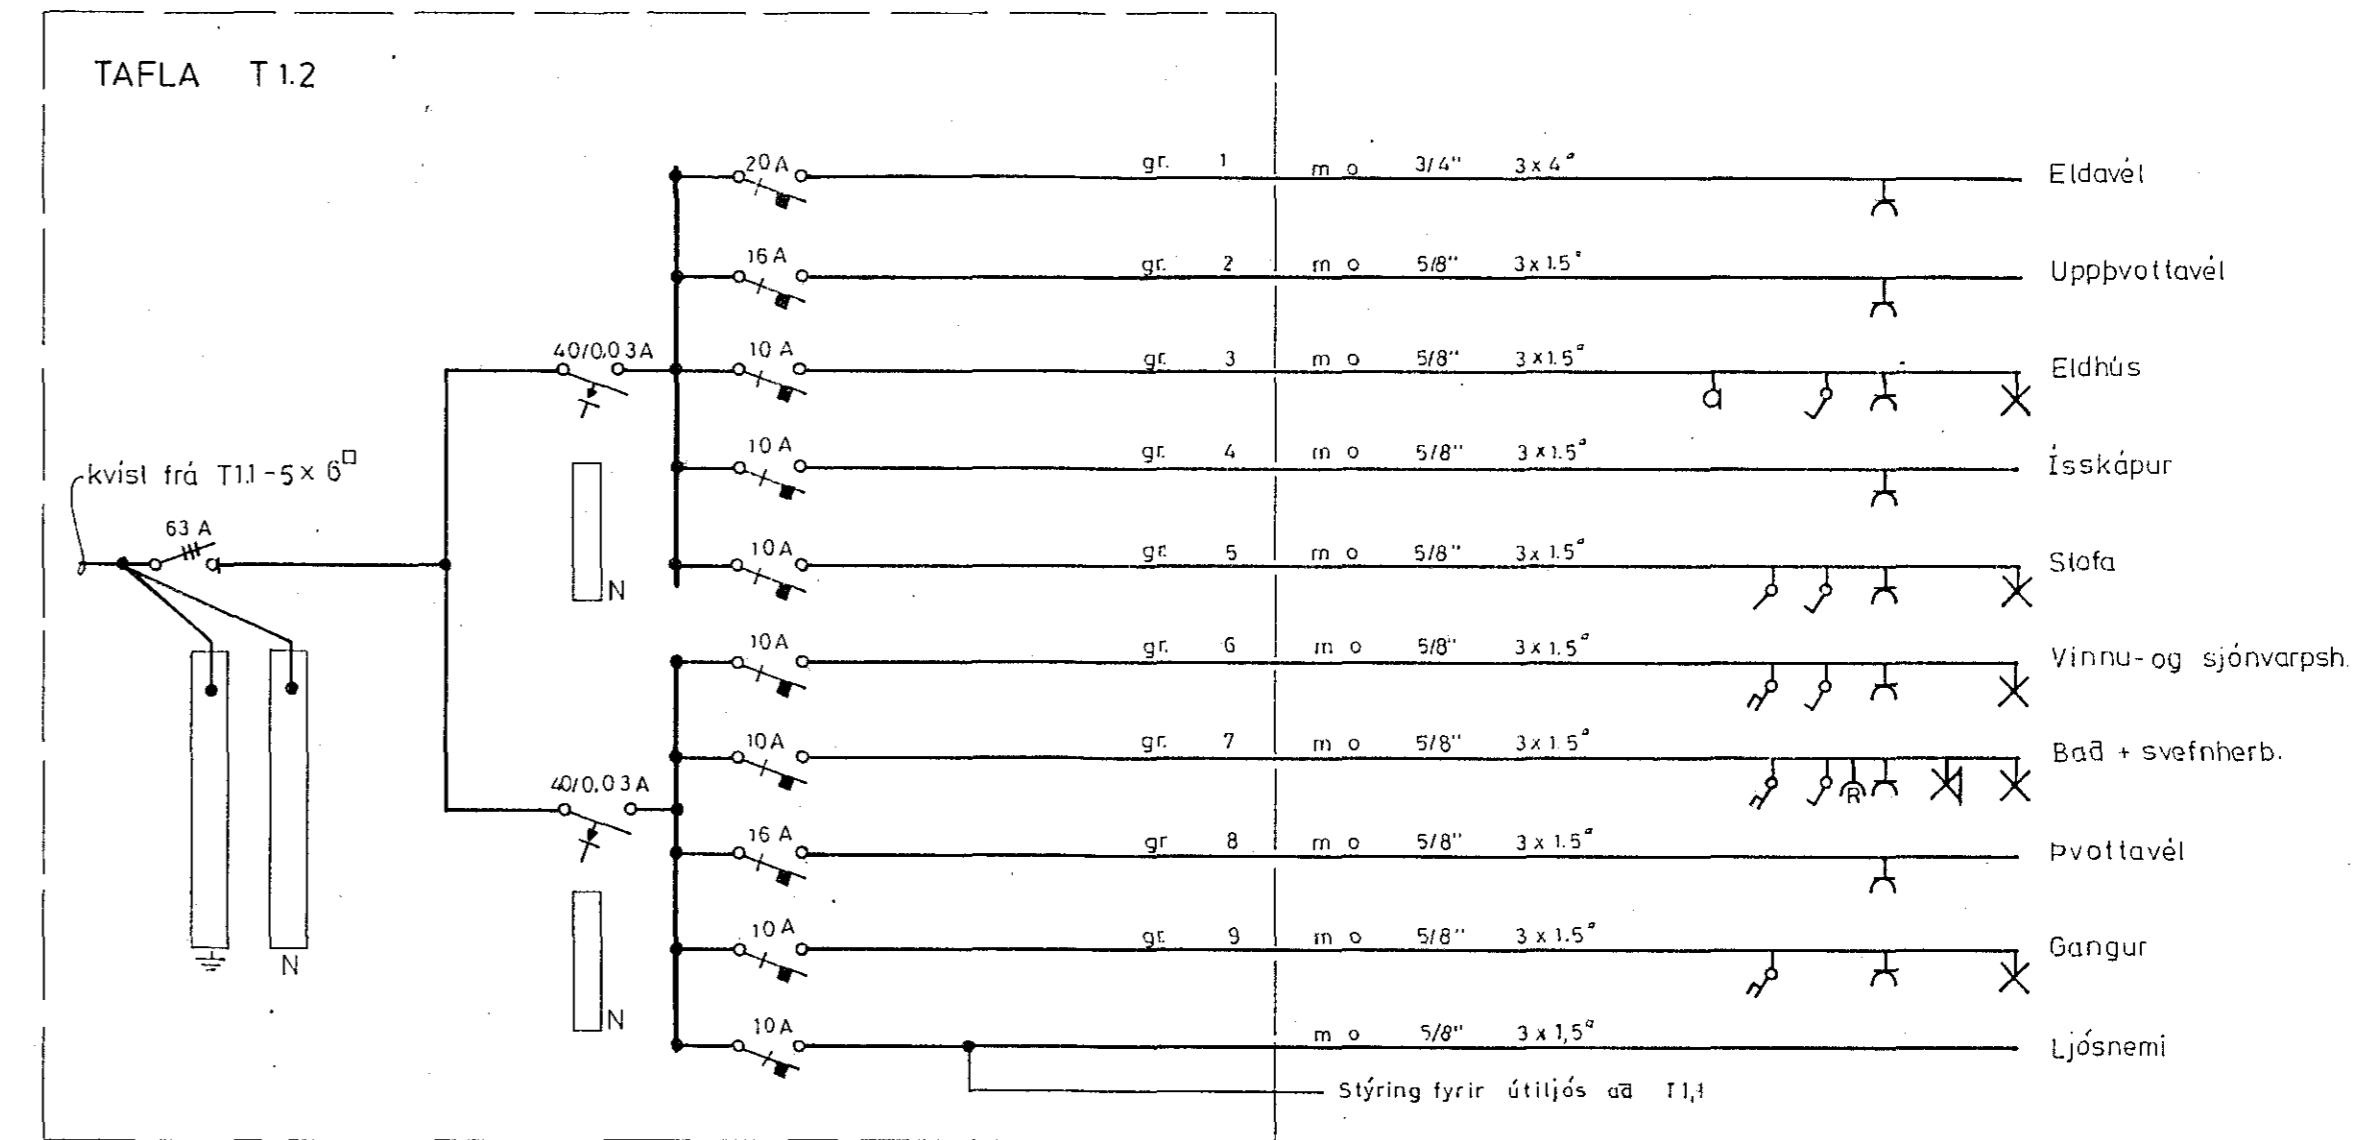 TAFLA T 1.2
20 A gr. 1 m o 3/4" 3 x 4▫ Eldavél
16 A gr. 2 m o 5/8" 3 x 1.5▫ Uppþvottavél
40/0,03A
10 A gr. 3 m o 5/8" 3 x 1.5▫ Eldhús
10 A gr. 4 m o 5/8" 3 x 1.5▫ Ísskápur
kvísl frá T1.1 - 5 x 6▫
63 A
10 A gr. 5 m o 5/8" 3 x 1.5▫ Stofa
N
10 A gr. 6 m o 5/8" 3 x 1.5▫ Vinnu- og sjónvarpsh.
10 A gr. 7 m o 5/8" 3 x 1.5▫ Bað + svefnherb.
R
40/0,03A
16 A gr 8 m o 5/8" 3 x 1.5▫ Þvottavél
10 A gr. 9 m o 5/8" 3 x 1.5▫ Gangur
N
N
10 A m o 5/8" 3 x 1,5▫ Ljósnemi
Stýring fyrir útiljós að T1,1